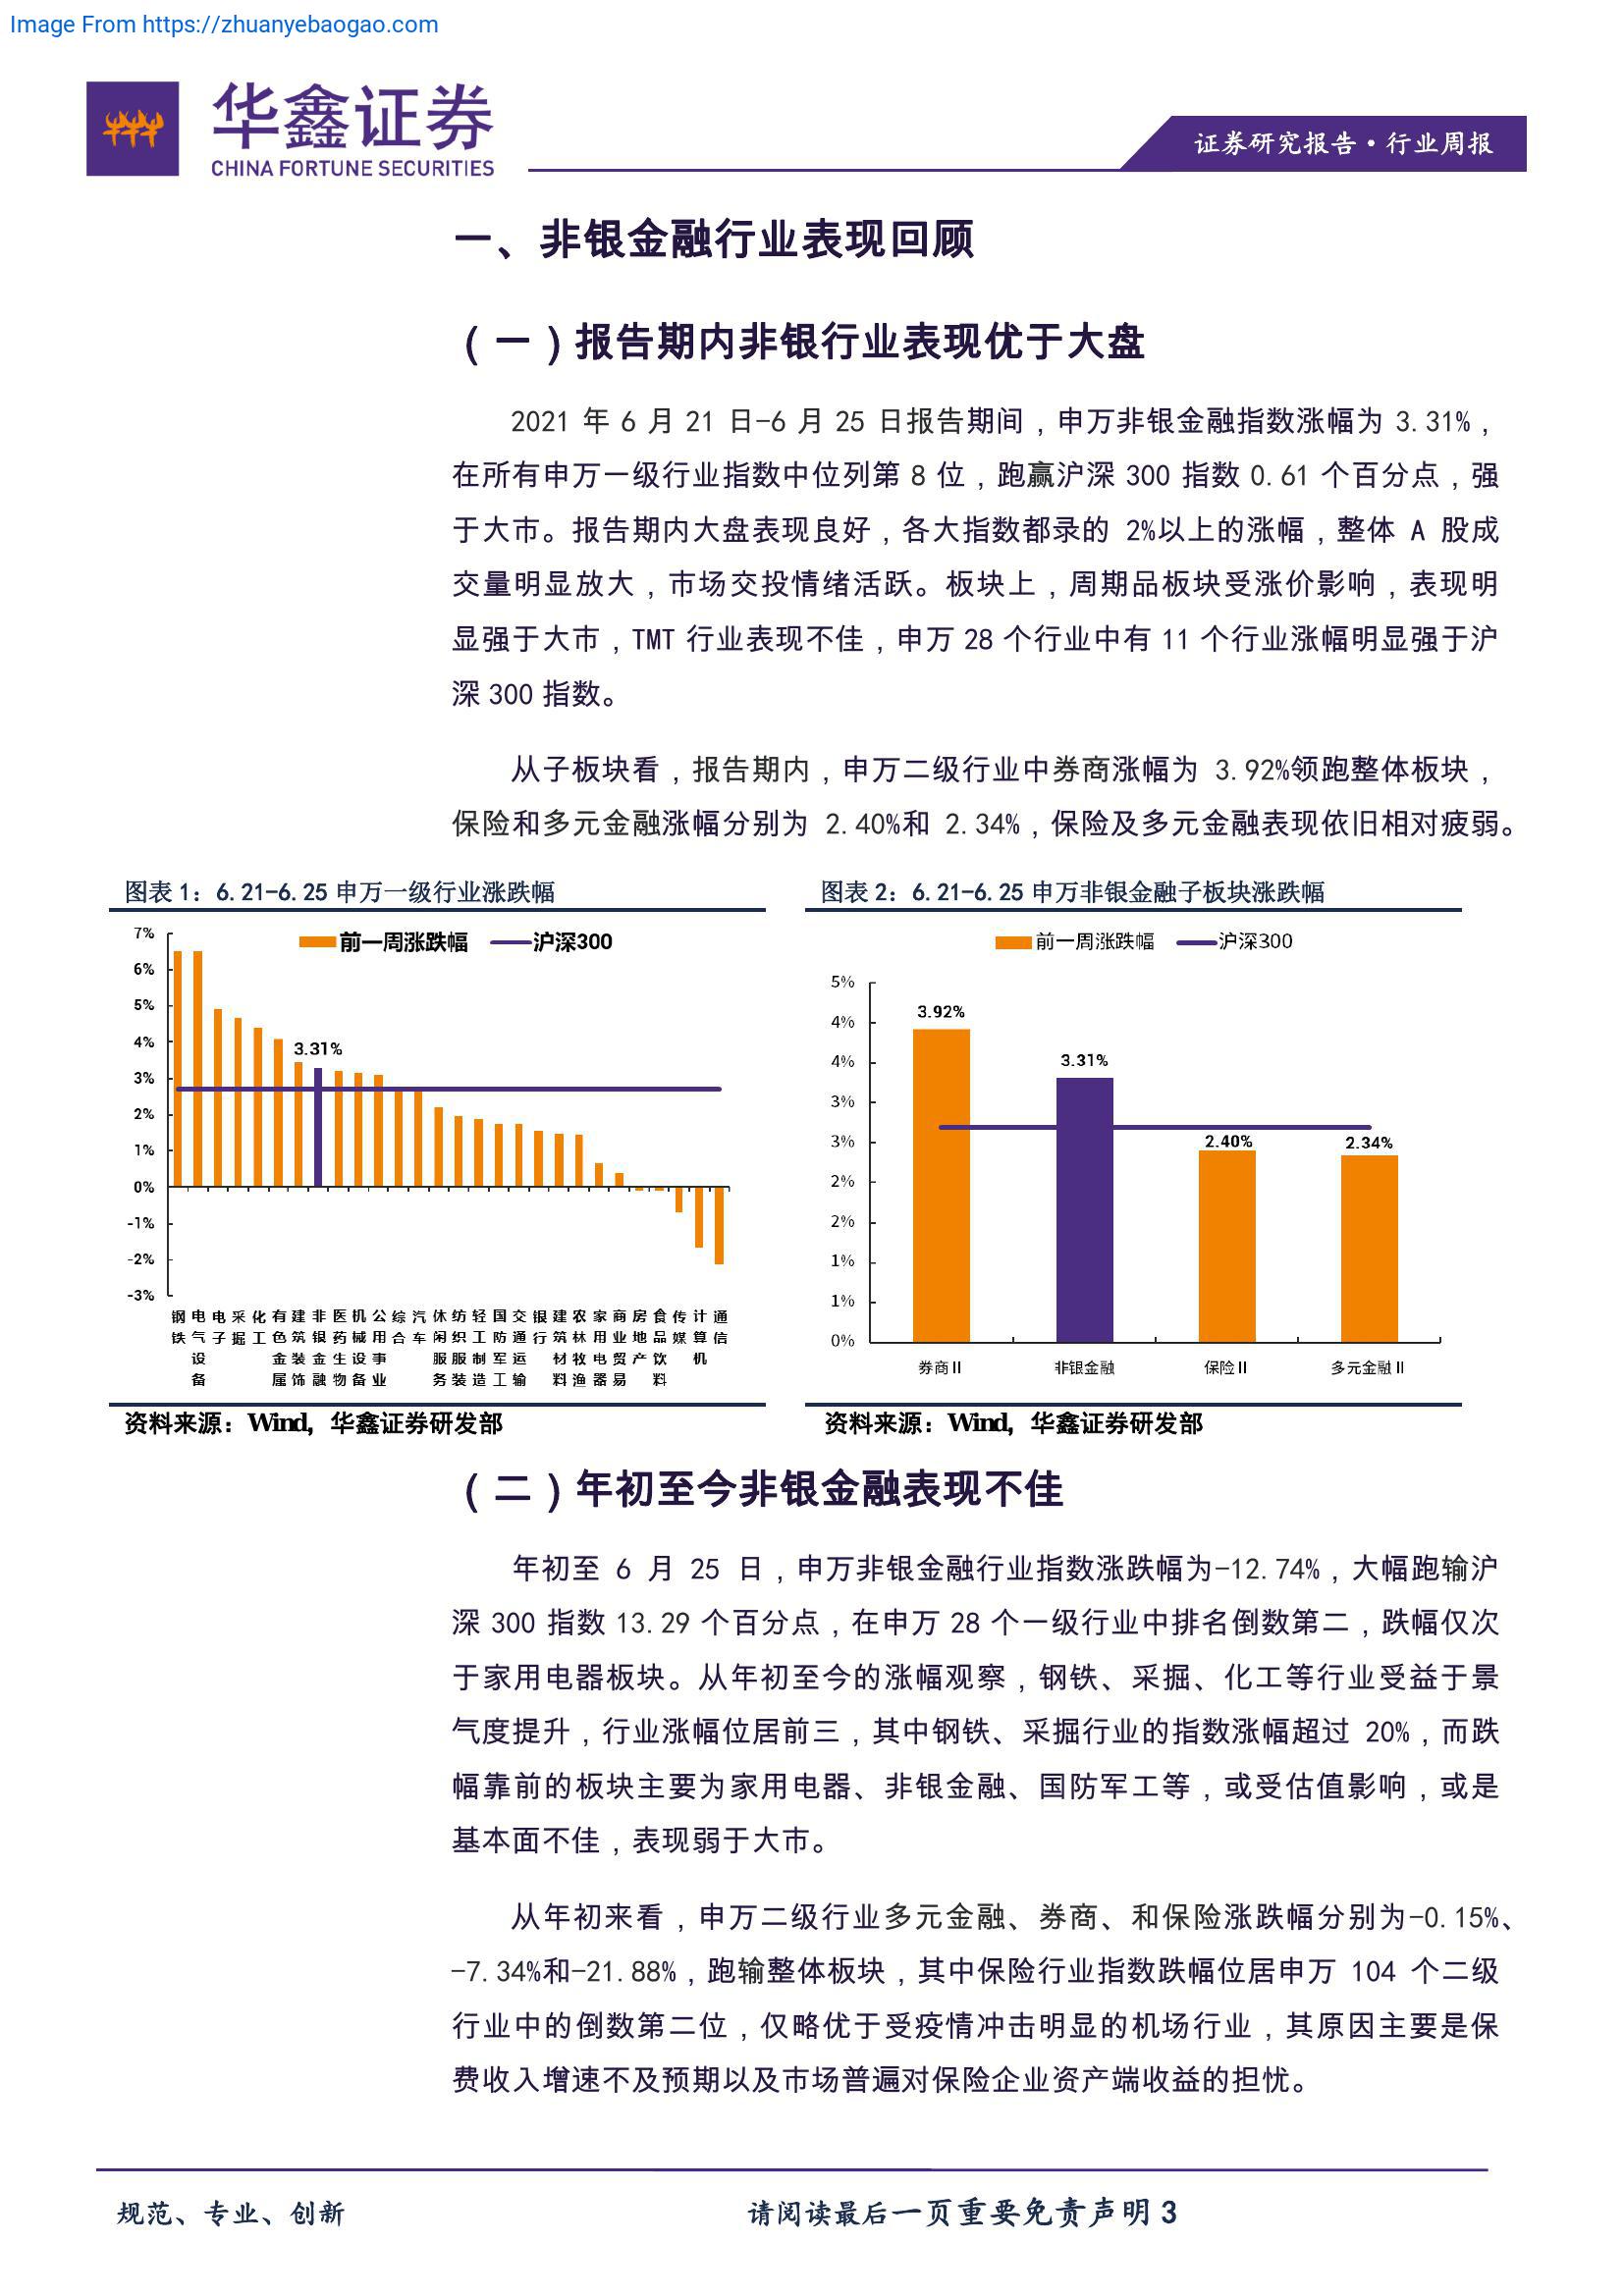 Image From https://zhuanyebaogao.com
华鑫证券
CHINA FORTUNE SECURITIES
证券研究报告·行业周报
一、非银金融行业表现回顾
(一)报告期内非银行业表现优于大盘
2021 年 6 月 21 日-6 月 25 日报告期间，申万非银金融指数涨幅为 3.31%，
在所有申万一级行业指数中位列第 8 位，跑赢沪深 300 指数 0.61 个百分点，强
于大市。报告期内大盘表现良好，各大指数都录的 2%以上的涨幅，整体 A 股成
交量明显放大，市场交投情绪活跃。板块上，周期品板块受涨价影响，表现明
显强于大市，TMT 行业表现不佳，申万 28 个行业中有 11 个行业涨幅明显强于沪
深 300 指数。
从子板块看，报告期内，申万二级行业中券商涨幅为 3.92%领跑整体板块，
保险和多元金融涨幅分别为 2.40%和 2.34%，保险及多元金融表现依旧相对疲弱。
图表 1：6.21-6.25 申万一级行业涨跌幅
前一周涨跌幅 沪深300
7%
6%
5%
4%
3%
2%
1%
0%
-1%
-2%
-3%
3.31%
钢铁 电气设备 电子 采掘 化工 有色金属 建筑装饰 非银金融 医药生物 机械设备 公用事业 综合 汽车 休闲服务 纺织服装 轻工制造 国防军工 交通运输 银行 建筑材料 农林牧渔 家用电器 商业贸易 房地产 食品饮料 传媒 计算机 通信
资料来源：Wind，华鑫证券研发部
图表 2：6.21-6.25 申万非银金融子板块涨跌幅
前一周涨跌幅 沪深300
5%
4%
4%
3%
3%
2%
2%
1%
1%
0%
3.92%
3.31%
2.40%
2.34%
券商Ⅱ 非银金融 保险Ⅱ 多元金融Ⅱ
资料来源：Wind，华鑫证券研发部
(二)年初至今非银金融表现不佳
年初至 6 月 25 日，申万非银金融行业指数涨跌幅为-12.74%，大幅跑输沪
深 300 指数 13.29 个百分点，在申万 28 个一级行业中排名倒数第二，跌幅仅次
于家用电器板块。从年初至今的涨幅观察，钢铁、采掘、化工等行业受益于景
气度提升，行业涨幅位居前三，其中钢铁、采掘行业的指数涨幅超过 20%，而跌
幅靠前的板块主要为家用电器、非银金融、国防军工等，或受估值影响，或是
基本面不佳，表现弱于大市。
从年初来看，申万二级行业多元金融、券商、和保险涨跌幅分别为-0.15%、
-7.34%和-21.88%，跑输整体板块，其中保险行业指数跌幅位居申万 104 个二级
行业中的倒数第二位，仅略优于受疫情冲击明显的机场行业，其原因主要是保
费收入增速不及预期以及市场普遍对保险企业资产端收益的担忧。
规范、专业、创新
请阅读最后一页重要免责声明 3